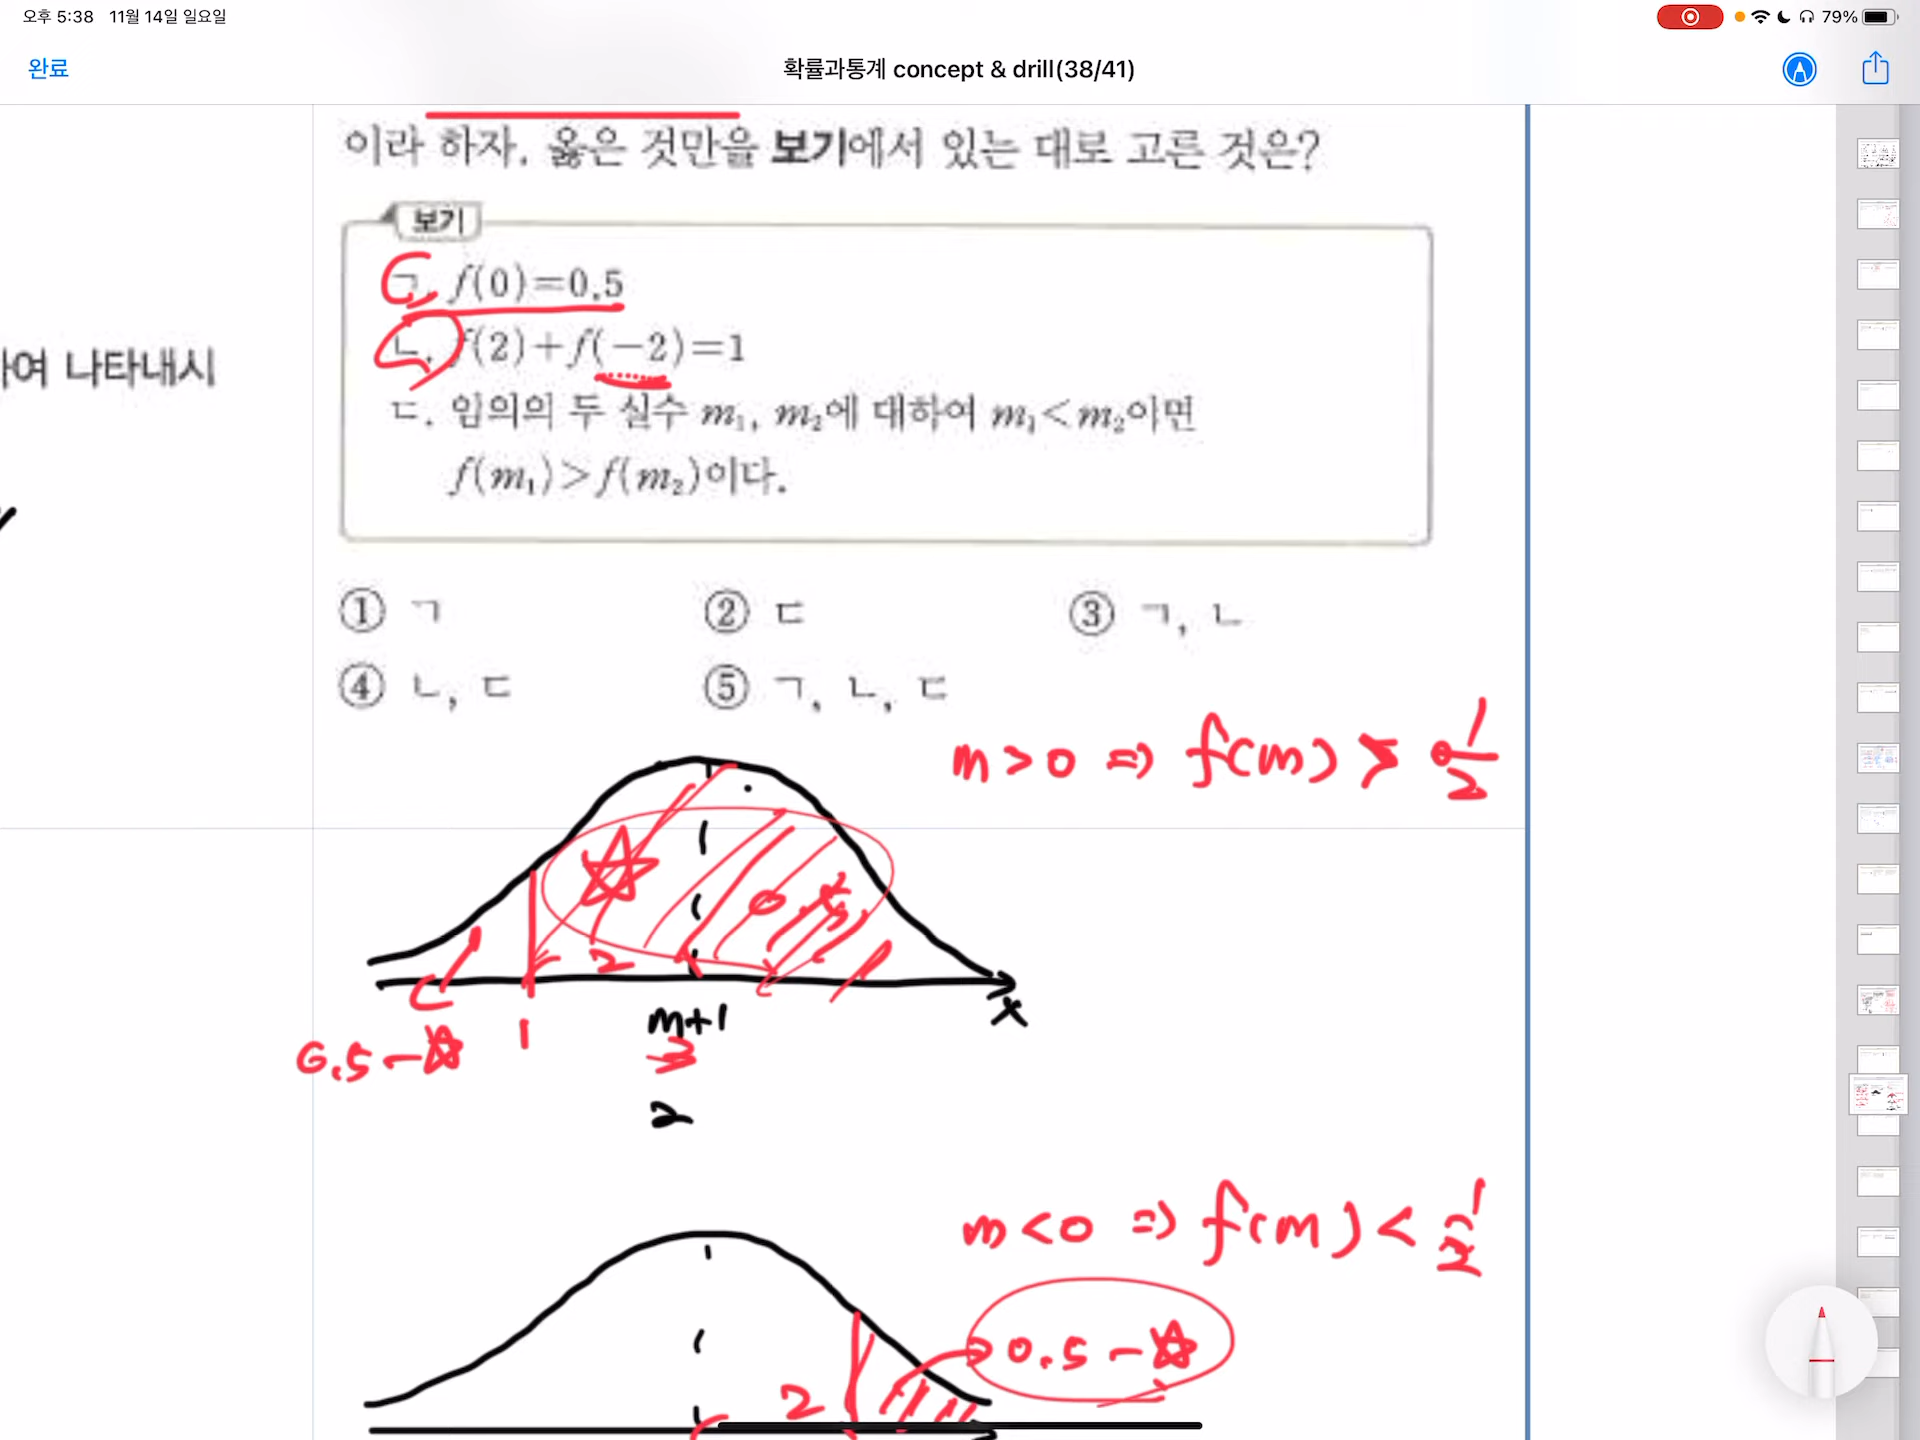 오후 5:38 11월 14일 일요일
79%
완료
확률과통계 concept & drill(38/41)
이라 하자. 옳은 것만을 보기에서 있는 대로 고른 것은?
보기
ㄱ. f(0)=0.5
ㄴ. f(2)+f(-2)=1
ㄷ. 임의의 두 실수 m₁, m₂에 대하여 m₁<m₂이면
f(m₁)>f(m₂)이다.
하여 나타내시
① ㄱ ② ㄷ ③ ㄱ, ㄴ
④ ㄴ, ㄷ ⑤ ㄱ, ㄴ, ㄷ
m>0 ⇒ f(m) > 1/2
☆
2
0.5-☆
1
m+1
x
2
m<0 ⇒ f(m) < 1/2
0.5-☆
2